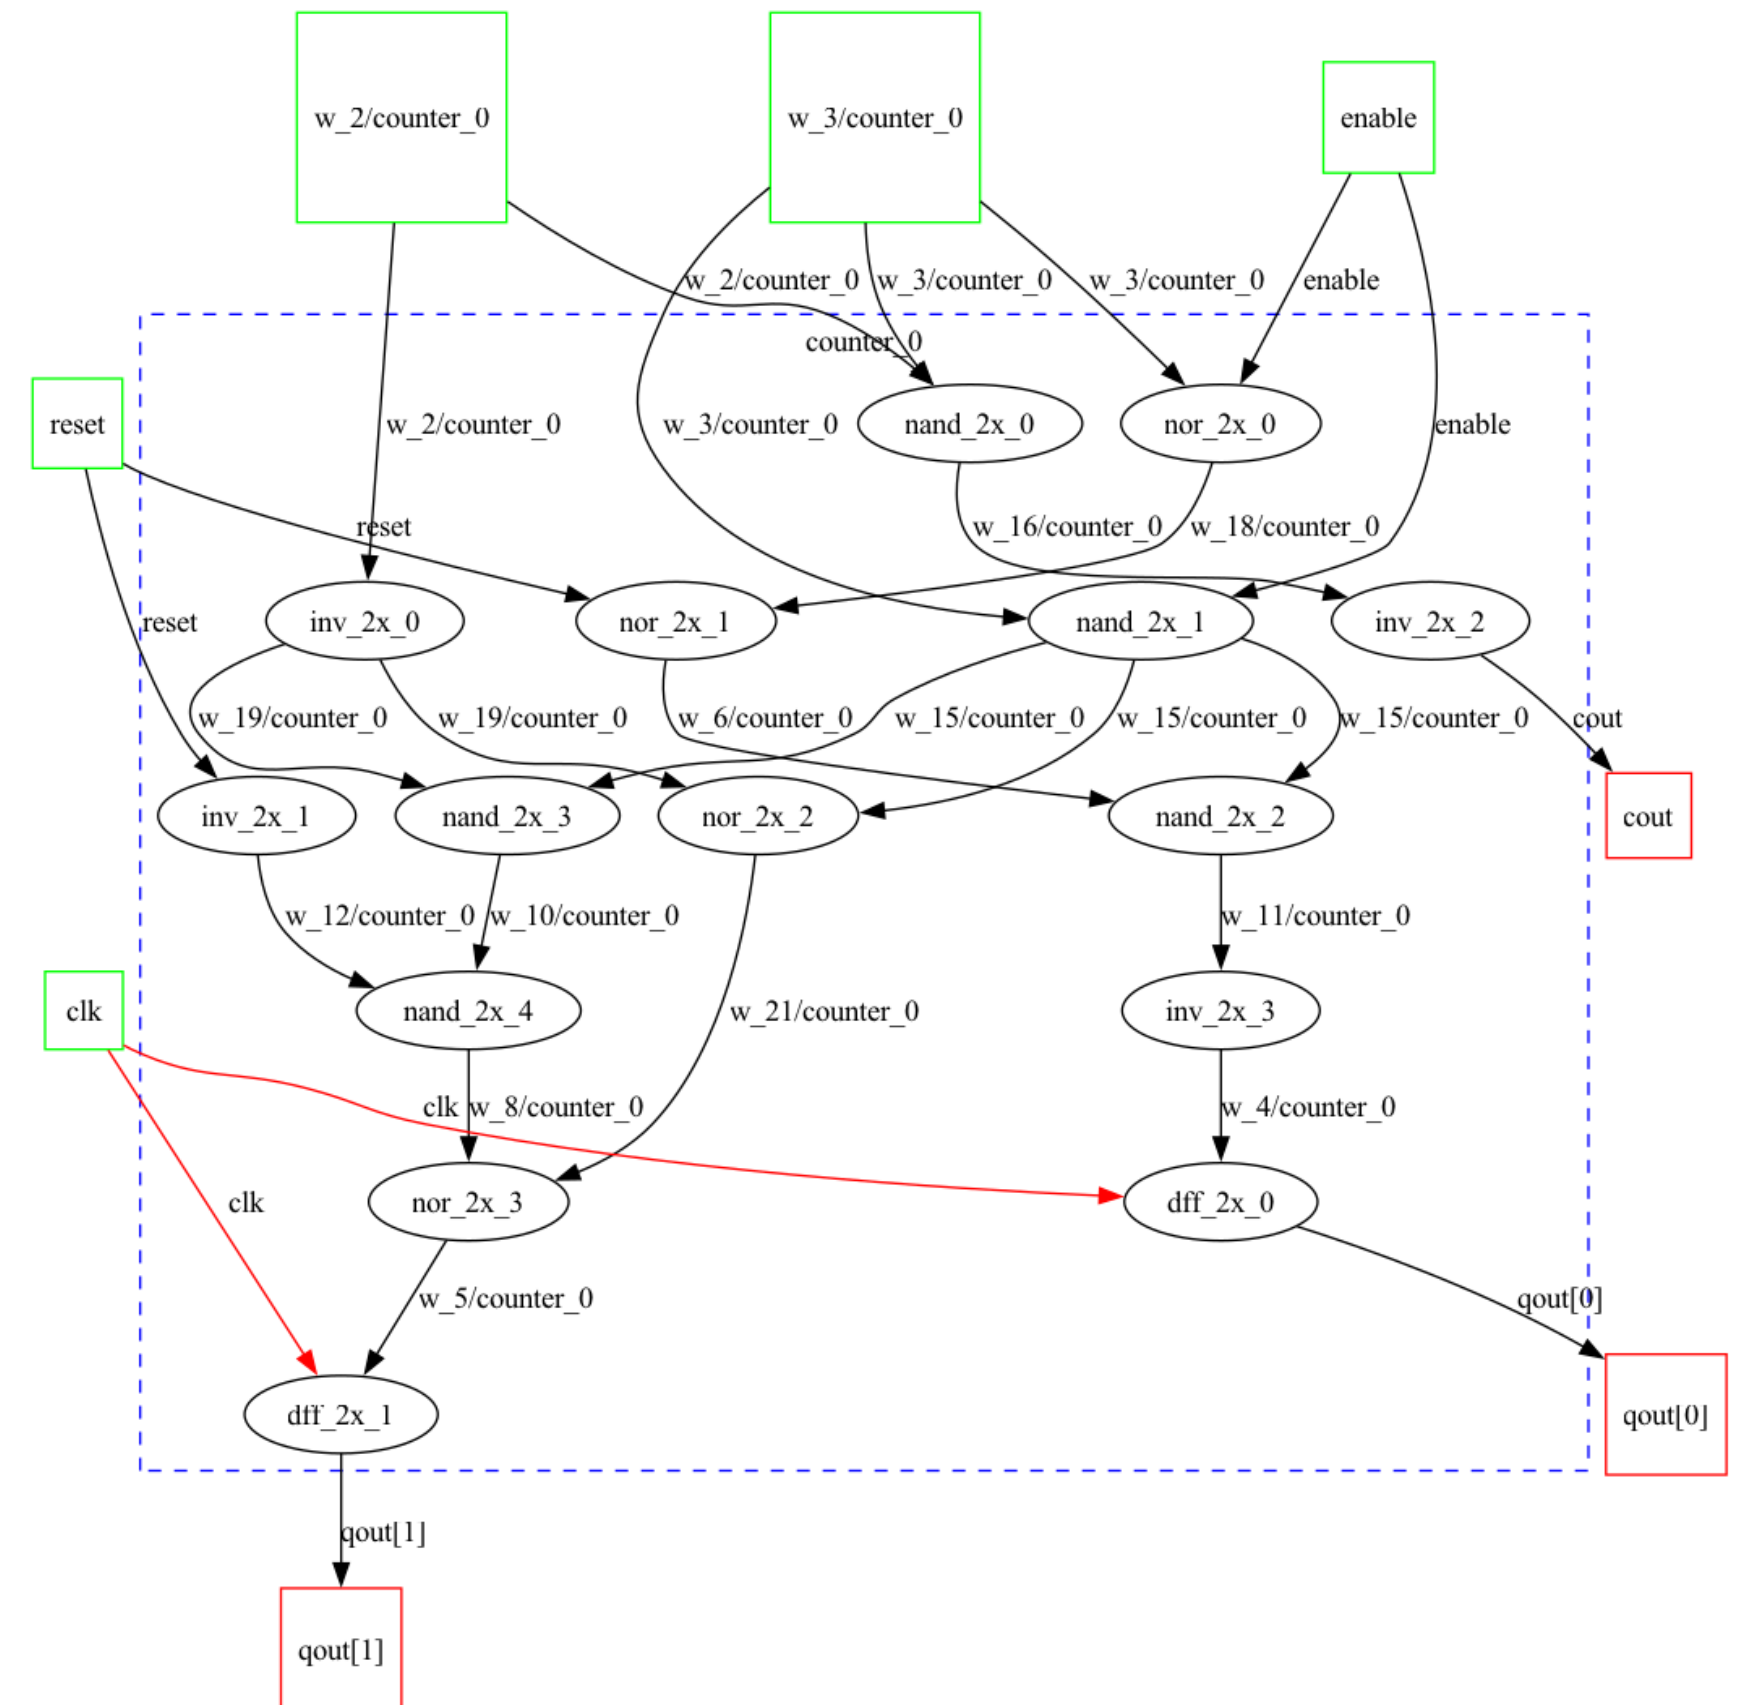 w_2/counter_0
w_3/counter_0
enable
w_2/counter_0
w_3/counter_0
w_3/counter_0
enable
counter_0
reset
w_2/counter_0
w_3/counter_0
nand_2x_0
nor_2x_0
enable
reset
w_16/counter_0
w_18/counter_0
reset
inv_2x_0
nor_2x_1
nand_2x_1
inv_2x_2
w_19/counter_0
w_19/counter_0
w_6/counter_0
w_15/counter_0
w_15/counter_0
w_15/counter_0
cout
inv_2x_1
nand_2x_3
nor_2x_2
nand_2x_2
cout
w_12/counter_0
w_10/counter_0
w_11/counter_0
clk
nand_2x_4
w_21/counter_0
inv_2x_3
clk
w_8/counter_0
w_4/counter_0
clk
nor_2x_3
dff_2x_0
w_5/counter_0
qout[0]
dff_2x_1
qout[0]
qout[1]
qout[1]